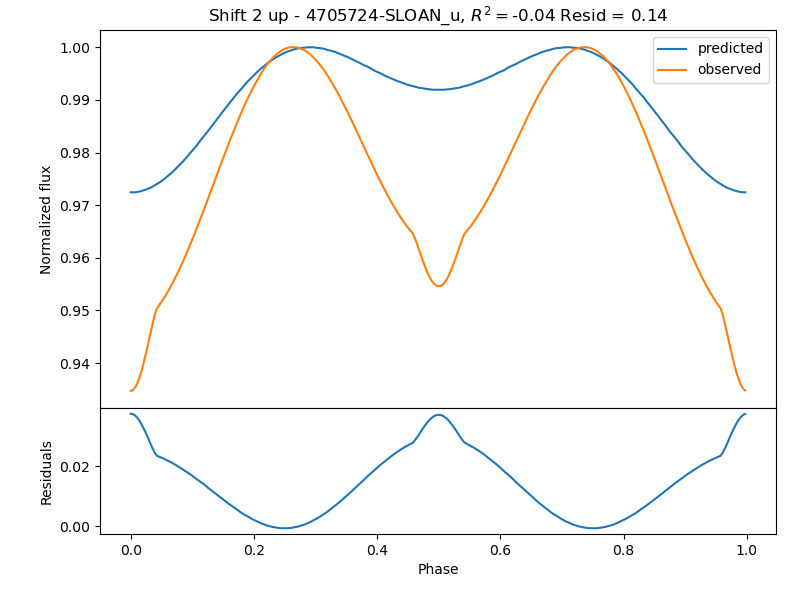 Shift 2 up - 4705724-SLOAN_u, R² = -0.04 Resid = 0.14
predicted
observed
Normalized flux
1.00
0.99
0.98
0.97
0.96
0.95
0.94
Residuals
0.02
0.00
0.0 0.2 0.4 0.6 0.8 1.0
Phase